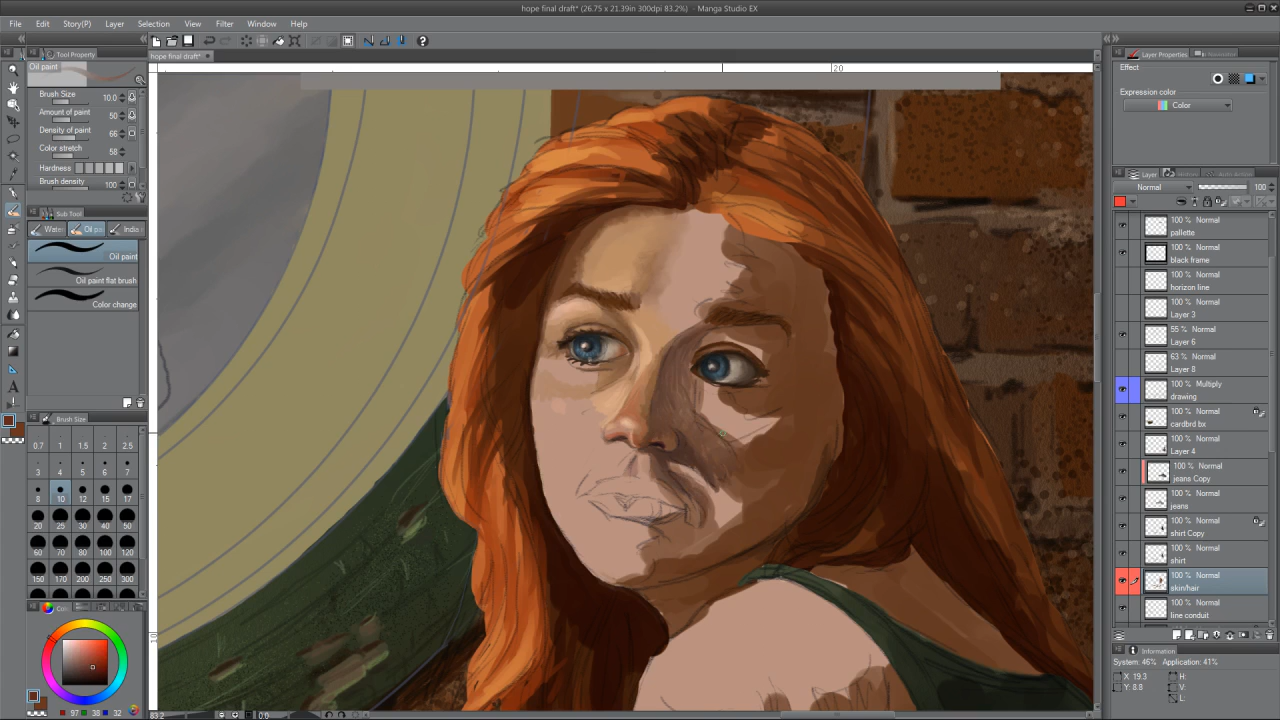 hope final draft* (26.75 x 21.39in 300dpi 83.2%) - Manga Studio EX
File Edit Story(P) Layer Selection View Filter Window Help
Tool Property
hope final draft*
Layer Properties
Oil paint
Effect
Brush Size 10.0
Amount of paint 50
Density of paint 66
Color stretch 58
Hardness
Brush density 100
Expression color
Color
20
Sub Tool
Layer
Normal 100
Oil paint
Oil paint flat brush
Color change
100 % Normal
pallette
100 % Normal
black frame
100 % Normal
horizon line
100 % Normal
Layer 3
55 % Normal
Layer 6
63 % Normal
Layer 8
100 % Multiply
drawing
100 % Normal
cardbrd bx
100 % Normal
Layer 4
100 % Normal
jeans Copy
100 % Normal
jeans
100 % Normal
shirt Copy
100 % Normal
shirt
100 % Normal
skin/hair
100 % Normal
line conduit
Brush Size
0.7 1 1.5 2 2.5
3 4 5 6 7
8 10 12 15 17
20 25 30 40 50
60 70 80 100 120
150 170 200 250 300
Information
System: 46% Application: 41%
X: 19.3 H:
Y: 8.8 V:
L:
97 38 32
83.2 0.0